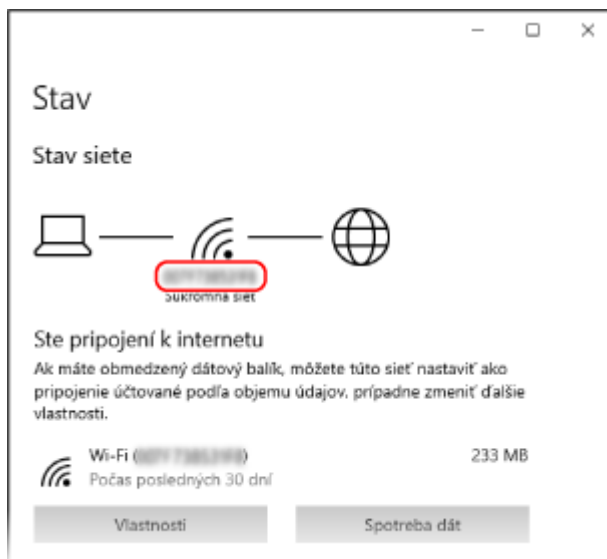 Stav
Stav siete
Súkromná sieť
Ste pripojení k internetu
Ak máte obmedzený dátový balík, môžete túto sieť nastaviť ako
pripojenie účtované podľa objemu údajov, prípadne zmeniť ďalšie
vlastnosti.
Wi-Fi
233 MB
Počas posledných 30 dní
Vlastnosti
Spotreba dát